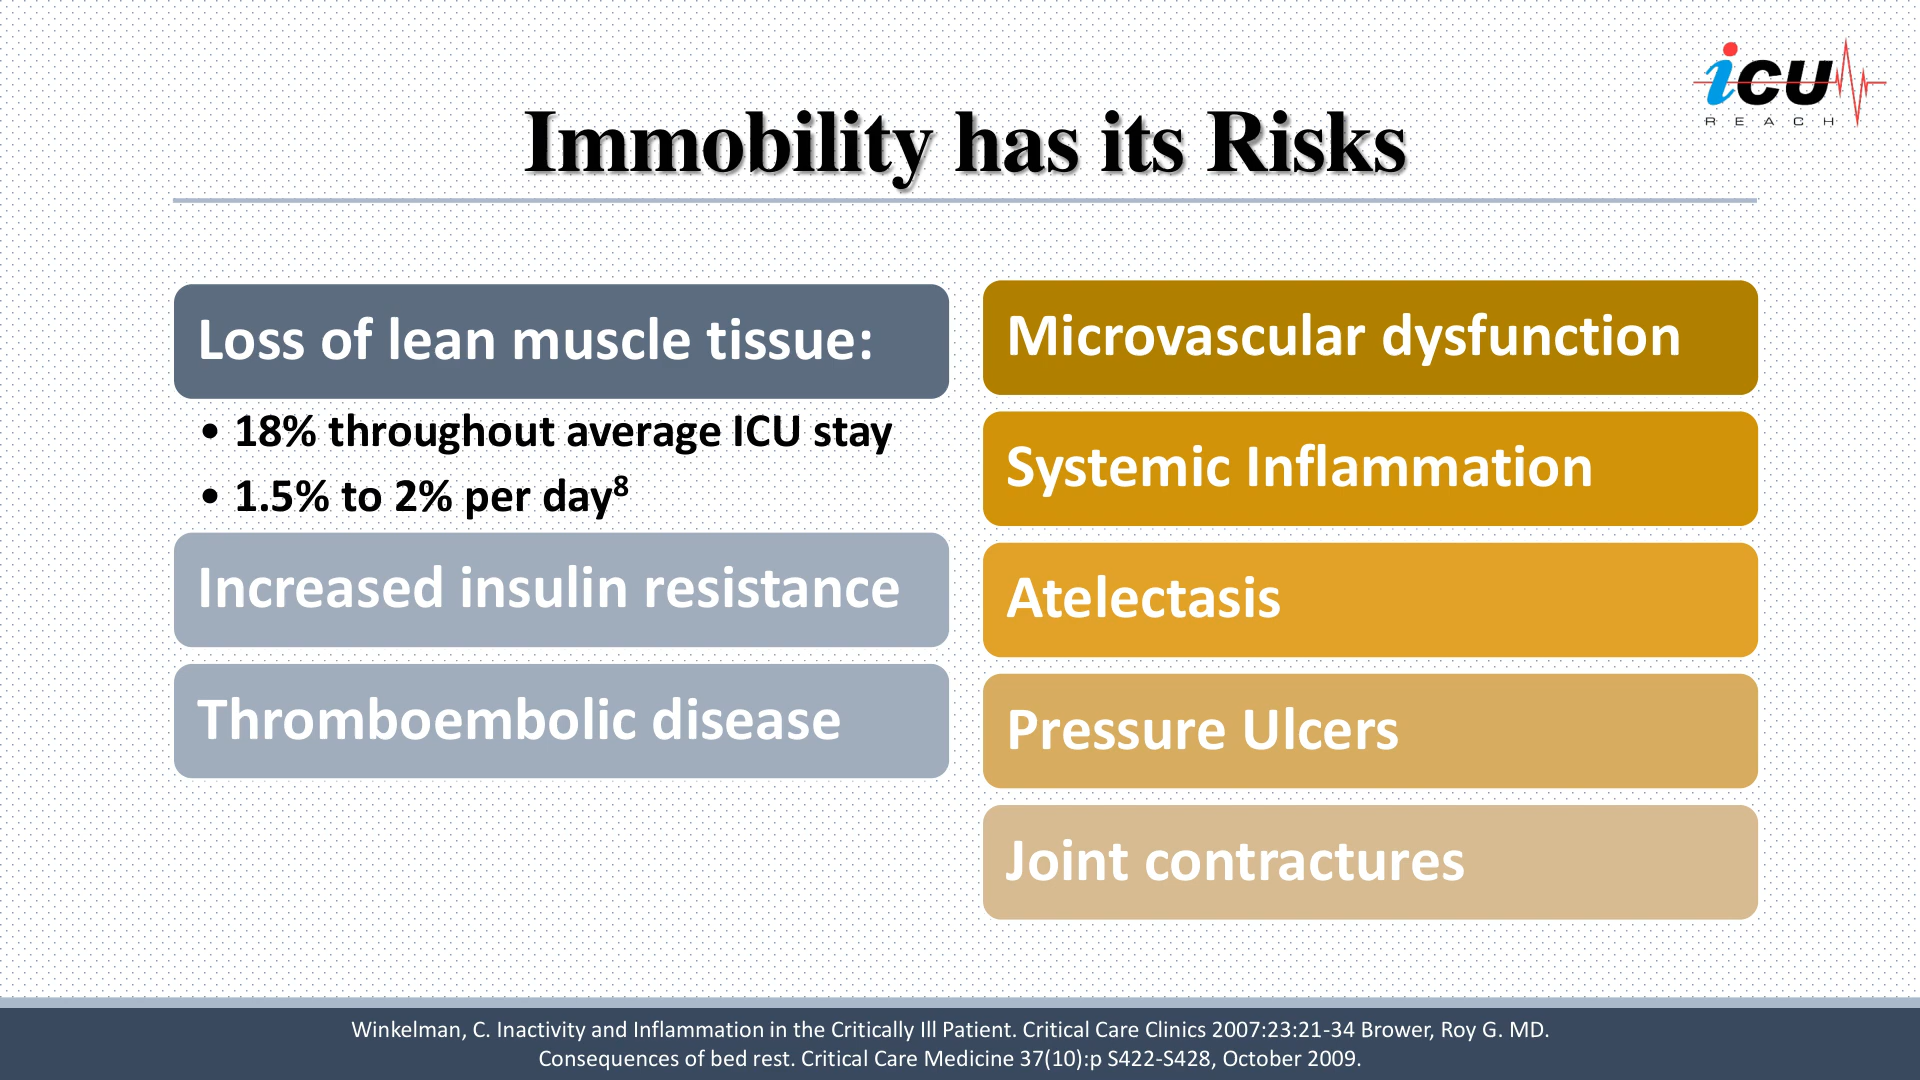 icu
REACH
Immobility has its Risks
Loss of lean muscle tissue:
• 18% throughout average ICU stay
• 1.5% to 2% per day⁸
Increased insulin resistance
Thromboembolic disease
Microvascular dysfunction
Systemic Inflammation
Atelectasis
Pressure Ulcers
Joint contractures
Winkelman, C. Inactivity and Inflammation in the Critically Ill Patient. Critical Care Clinics 2007:23:21-34 Brower, Roy G. MD.
Consequences of bed rest. Critical Care Medicine 37(10):p S422-S428, October 2009.